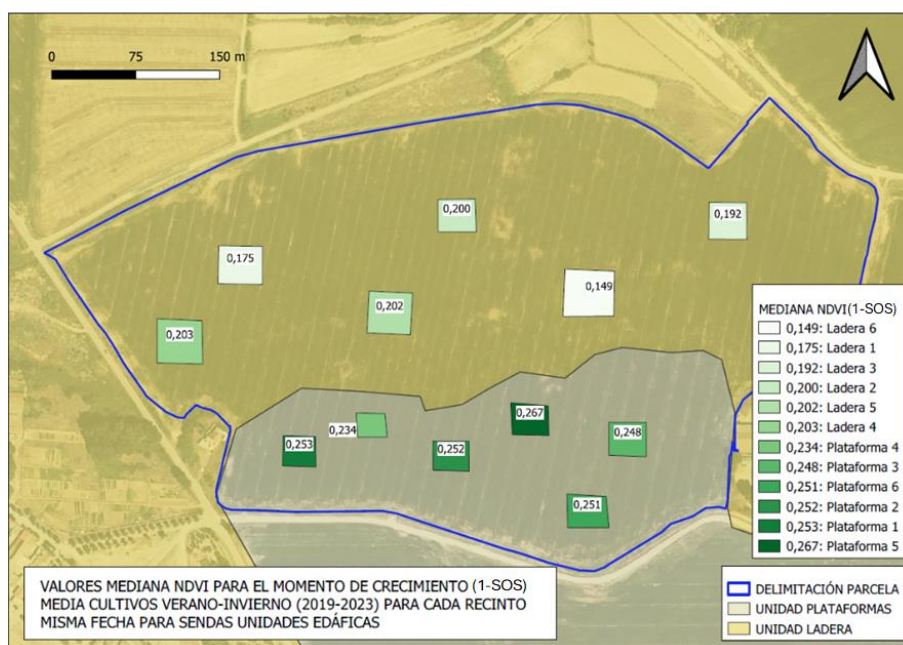 0 75 150 m
0,200
0,192
0,175
0,149
0,202
0,203
0,267
0,234
0,253
0,252
0,248
0,251
MEDIANA NDVI(1-SOS)
0,149: Ladera 6
0,175: Ladera 1
0,192: Ladera 3
0,200: Ladera 2
0,202: Ladera 5
0,203: Ladera 4
0,234: Plataforma 4
0,248: Plataforma 3
0,251: Plataforma 6
0,252: Plataforma 2
0,253: Plataforma 1
0,267: Plataforma 5
VALORES MEDIANA NDVI PARA EL MOMENTO DE CRECIMIENTO (1-SOS)
MEDIA CULTIVOS VERANO-INVIERNO (2019-2023) PARA CADA RECINTO
MISMA FECHA PARA SENDAS UNIDADES EDÁFICAS
DELIMITACIÓN PARCELA
UNIDAD PLATAFORMAS
UNIDAD LADERA